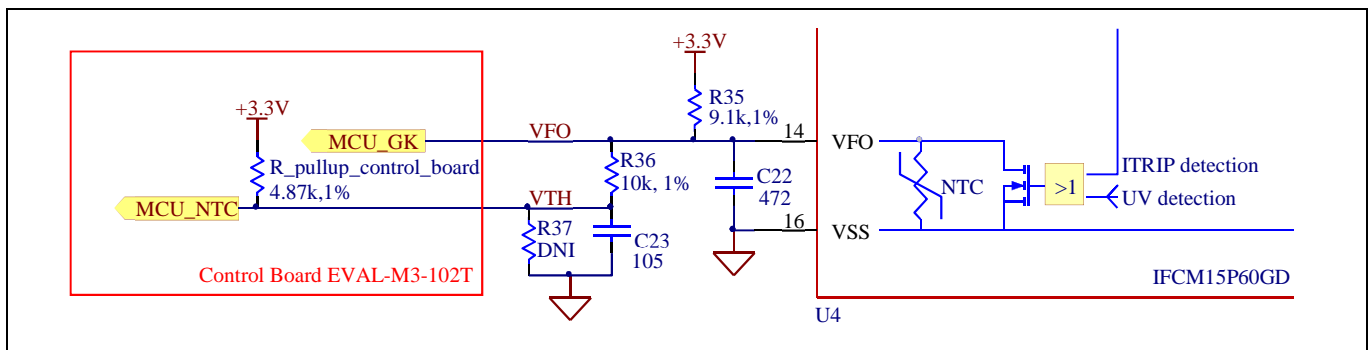 +3.3V
R35
9.1k,1%
+3.3V
MCU_GK
VFO
14
VFO
R_pullup_control_board
4.87k,1%
R36
10k, 1%
C22
472
NTC
>1
ITRIP detection
UV detection
MCU_NTC
VTH
R37
DNI
C23
105
16
VSS
Control Board EVAL-M3-102T
IFCM15P60GD
U4